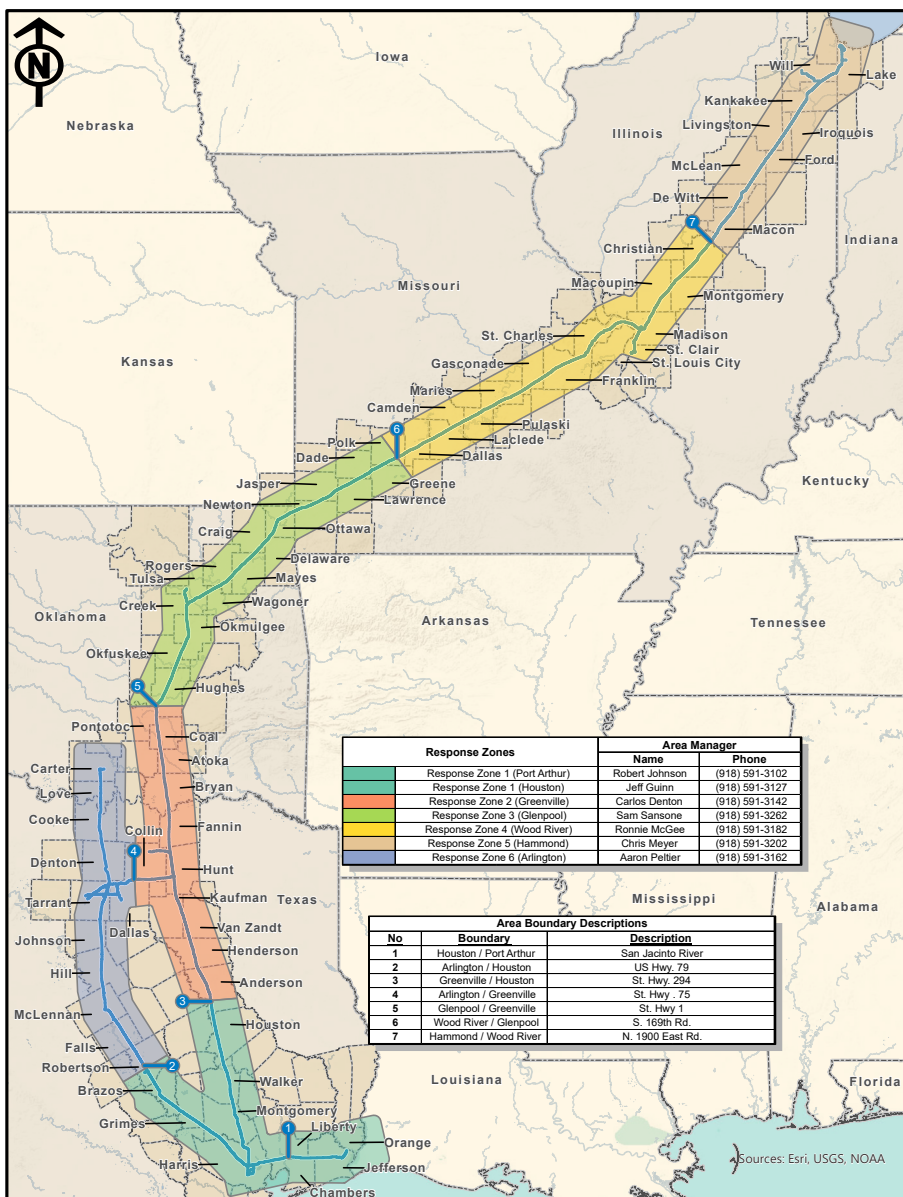 N
Iowa
Nebraska
Illinois
Indiana
Missouri
Kansas
Kentucky
Oklahoma
Arkansas
Tennessee
Texas
Mississippi
Alabama
Louisiana
Florida
Will
Lake
Kankakee
Livingston
Iroquois
McLean
Ford
De Witt
7
Macon
Christian
Macoupin
Montgomery
St. Charles
Madison
St. Clair
St. Louis City
Gasconade
Franklin
Maries
Camden
Pulaski
6
Laclede
Polk
Dallas
Dade
Greene
Jasper
Lawrence
Newton
Ottawa
Craig
Delaware
Rogers
Tulsa
Mayes
Creek
Wagoner
Okmulgee
Okfuskee
5
Hughes
Pontotoc
Coal
Atoka
Carter
Bryan
Love
Cooke
Fannin
Collin
4
Denton
Hunt
Kaufman
Tarrant
Dallas
Van Zandt
Johnson
Henderson
Hill
Anderson
3
McLennan
Houston
Falls
Robertson
2
Brazos
Walker
Montgomery
Grimes
1
Liberty
Orange
Harris
Jefferson
Chambers
Response Zones
Area Manager
Name Phone
Response Zone 1 (Port Arthur) Robert Johnson (918) 591-3102
Response Zone 1 (Houston) Jeff Guinn (918) 591-3127
Response Zone 2 (Greenville) Carlos Denton (918) 591-3142
Response Zone 3 (Glenpool) Sam Sansone (918) 591-3262
Response Zone 4 (Wood River) Ronnie McGee (918) 591-3182
Response Zone 5 (Hammond) Chris Meyer (918) 591-3202
Response Zone 6 (Arlington) Aaron Peltier (918) 591-3162
Area Boundary Descriptions
No Boundary Description
1 Houston / Port Arthur San Jacinto River
2 Arlington / Houston US Hwy. 79
3 Greenville / Houston St. Hwy. 294
4 Arlington / Greenville St. Hwy . 75
5 Glenpool / Greenville St. Hwy 1
6 Wood River / Glenpool S. 169th Rd.
7 Hammond / Wood River N. 1900 East Rd.
Sources: Esri, USGS, NOAA